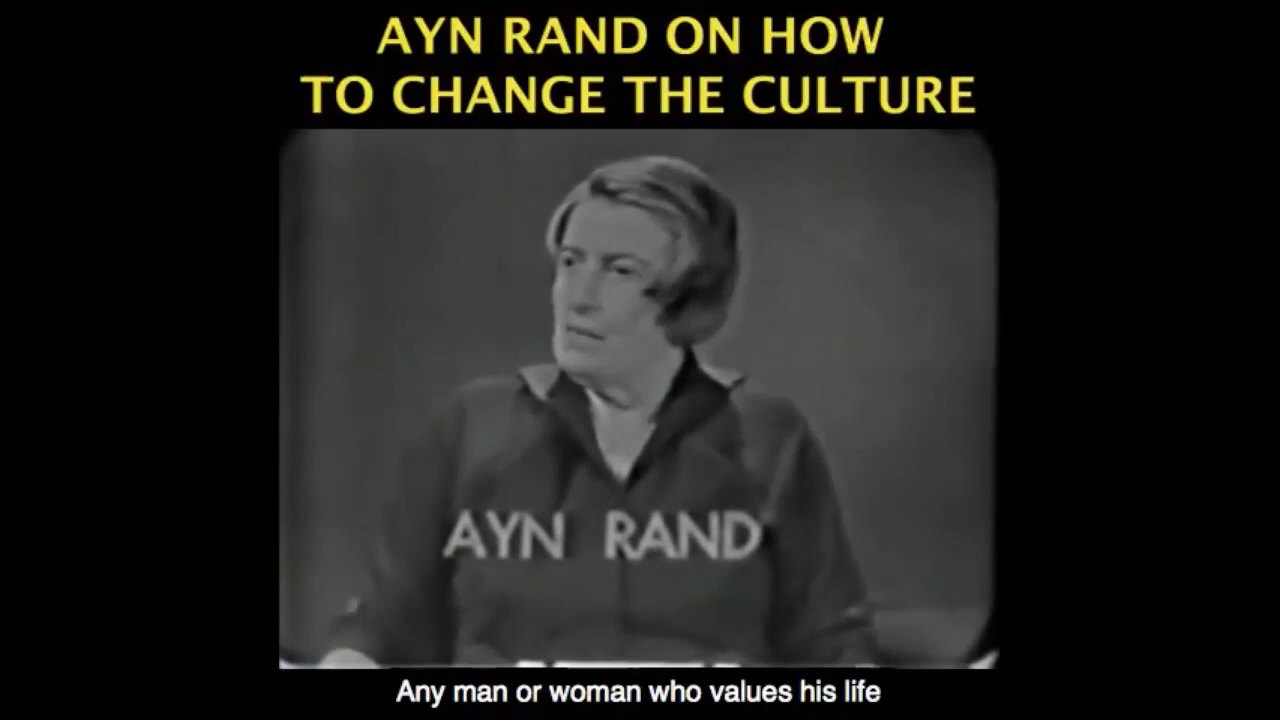 AYN RAND ON HOW
TO CHANGE THE CULTURE
AYN RAND
Any man or woman who values his life